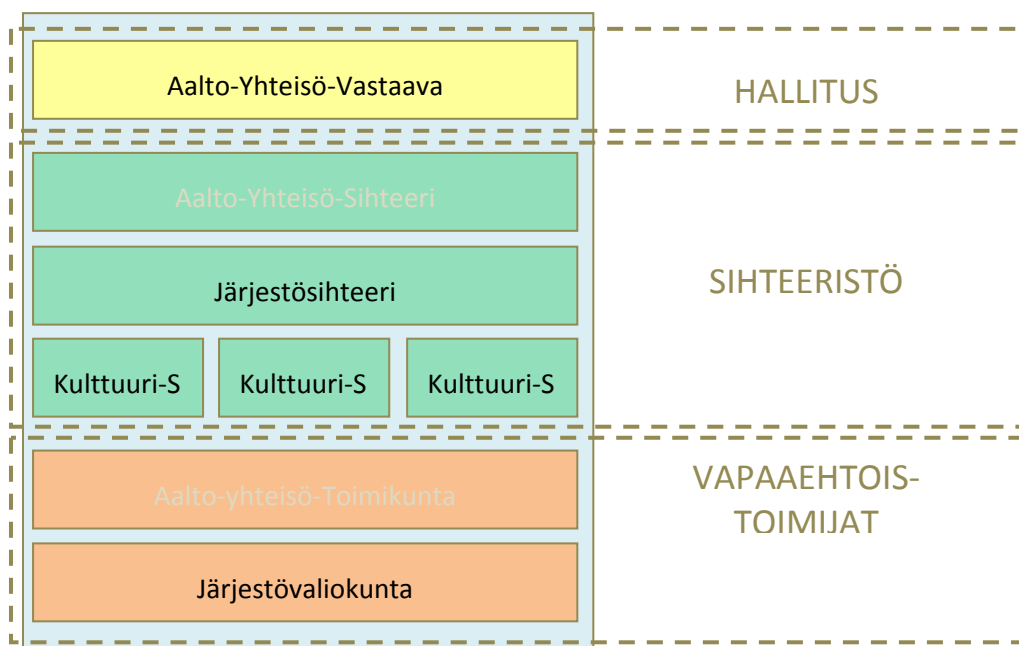 Aalto-Yhteisö-Vastaava
HALLITUS
Aalto-Yhteisö-Sihteeri
Järjestösihteeri
SIHTEERISTÖ
Kulttuuri-S
Kulttuuri-S
Kulttuuri-S
Aalto-yhteisö-Toimikunta
VAPAAEHTOIS-
TOIMIJAT
Järjestövaliokunta